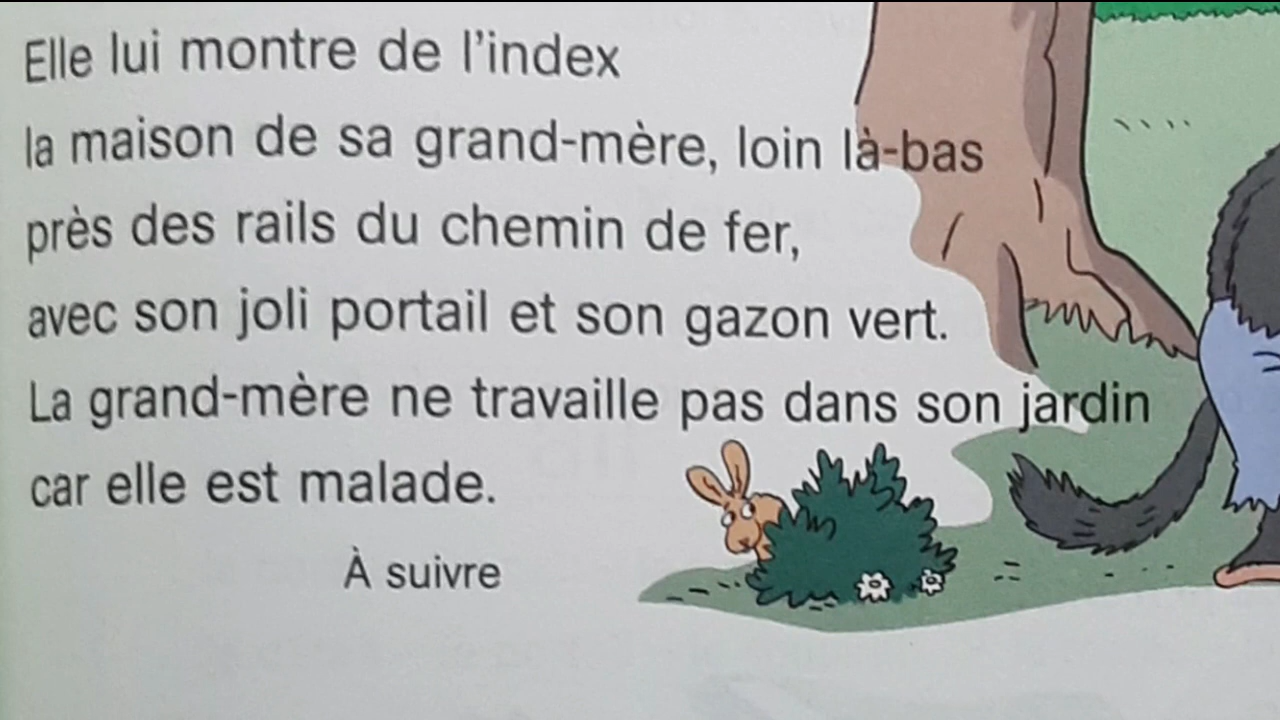 Elle lui montre de l'index
la maison de sa grand-mère, loin là-bas
près des rails du chemin de fer,
avec son joli portail et son gazon vert.
La grand-mère ne travaille pas dans son jardin
car elle est malade.
À suivre